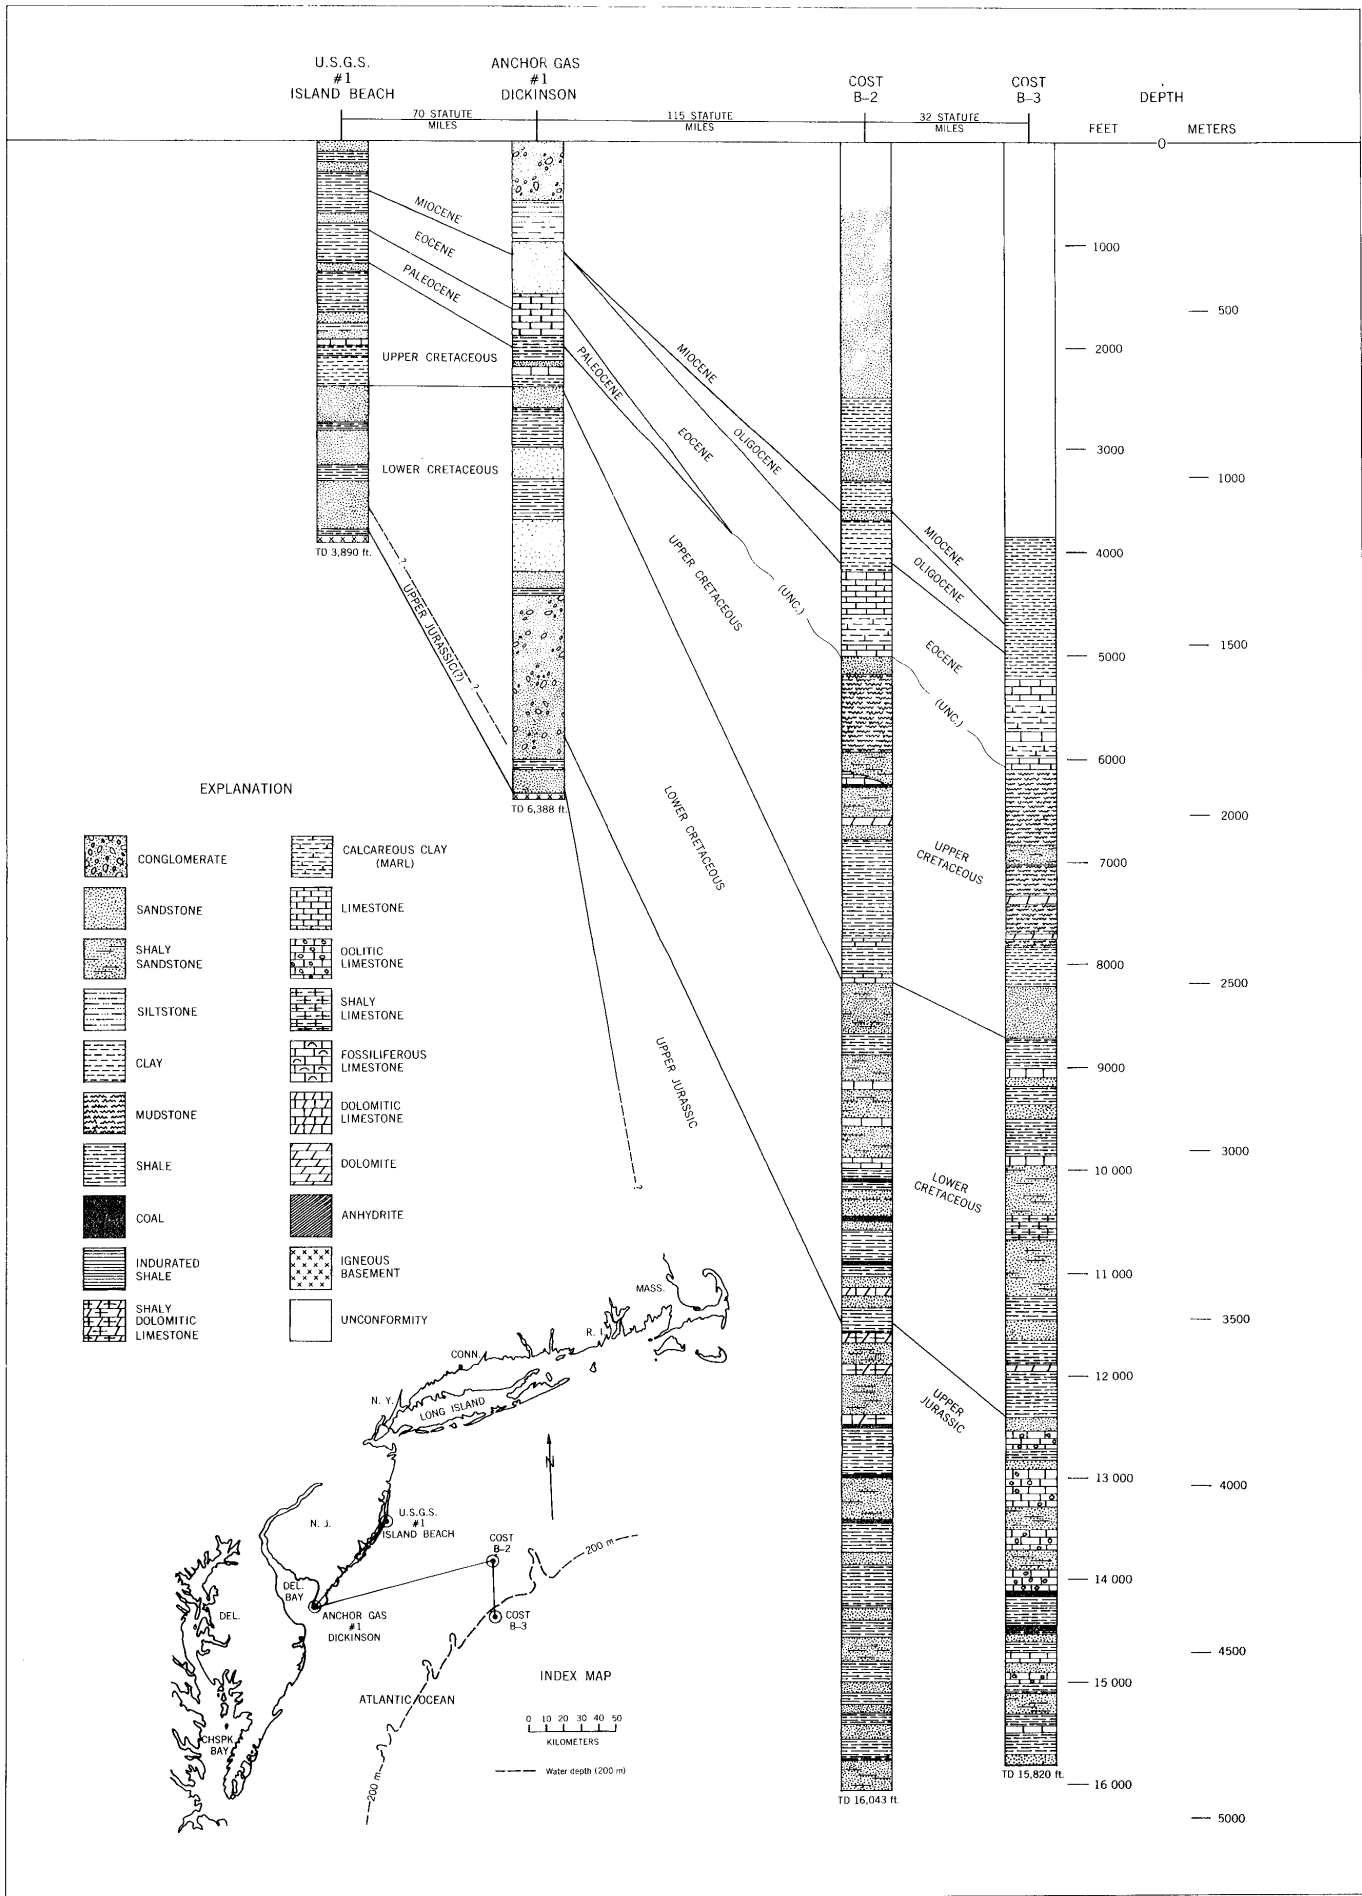 U.S.G.S.
#1
ISLAND BEACH
ANCHOR GAS
#1
DICKINSON
COST
B–2
COST
B–3
DEPTH
70 STATUTE
MILES
115 STATUTE
MILES
32 STATUTE
MILES
FEET
METERS
0
MIOCENE
EOCENE
PALEOCENE
UPPER CRETACEOUS
LOWER CRETACEOUS
?
UPPER JURASSIC(?)
?
TD 3,890 ft.
TD 6,388 ft.
MIOCENE
OLIGOCENE
EOCENE
PALEOCENE
(UNC.)
UPPER CRETACEOUS
LOWER CRETACEOUS
UPPER JURASSIC
?
MIOCENE
OLIGOCENE
EOCENE
(UNC.)
UPPER
CRETACEOUS
LOWER
CRETACEOUS
UPPER
JURASSIC
TD 16,043 ft.
TD 15,820 ft.
1000
2000
3000
4000
5000
6000
7000
8000
9000
10 000
11 000
12 000
13 000
14 000
15 000
16 000
500
1000
1500
2000
2500
3000
3500
4000
4500
5000
EXPLANATION
CONGLOMERATE
SANDSTONE
SHALY
SANDSTONE
SILTSTONE
CLAY
MUDSTONE
SHALE
COAL
INDURATED
SHALE
SHALY
DOLOMITIC
LIMESTONE
CALCAREOUS CLAY
(MARL)
LIMESTONE
OOLITIC
LIMESTONE
SHALY
LIMESTONE
FOSSILIFEROUS
LIMESTONE
DOLOMITIC
LIMESTONE
DOLOMITE
ANHYDRITE
IGNEOUS
BASEMENT
UNCONFORMITY
MASS.
R. I.
CONN.
N. Y.
LONG ISLAND
N
N. J.
U.S.G.S.
#1
ISLAND BEACH
COST
B–2
200 m
DEL.
BAY
DEL.
ANCHOR GAS
#1
DICKINSON
COST
B–3
INDEX MAP
ATLANTIC OCEAN
CHSPK.
BAY
200 m
0 10 20 30 40 50
KILOMETERS
Water depth (200 m)